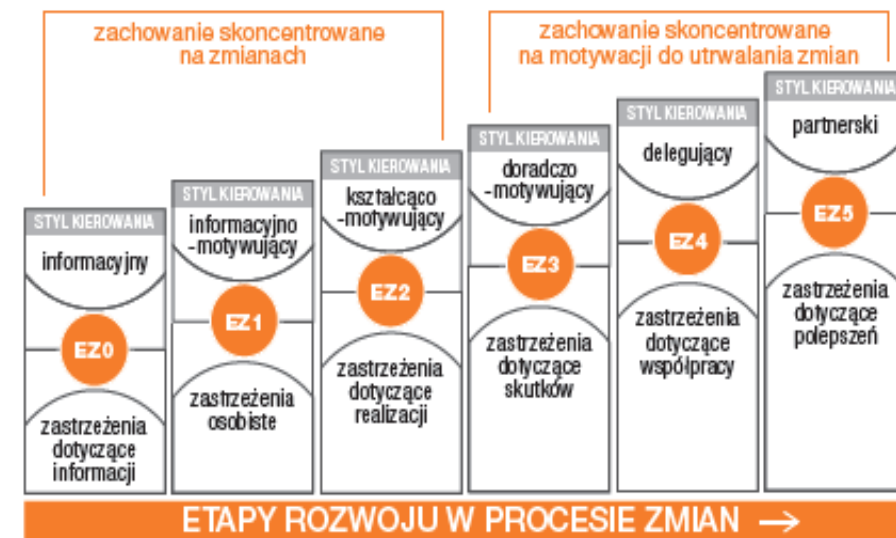 zachowanie skoncentrowane
na zmianach
zachowanie skoncentrowane
na motywacji do utrwalania zmian
STYL KIEROWANIA
informacyjny
EZ0
zastrzeżenia
dotyczące
informacji
STYL KIEROWANIA
informacyjno
-motywujący
EZ1
zastrzeżenia
osobiste
STYL KIEROWANIA
kształcąco
-motywujący
EZ2
zastrzeżenia
dotyczące
realizacji
STYL KIEROWANIA
doradczo
-motywujący
EZ3
zastrzeżenia
dotyczące
skutków
STYL KIEROWANIA
delegujący
EZ4
zastrzeżenia
dotyczące
współpracy
STYL KIEROWANIA
partnerski
EZ5
zastrzeżenia
dotyczące
polepszeń
ETAPY ROZWOJU W PROCESIE ZMIAN →